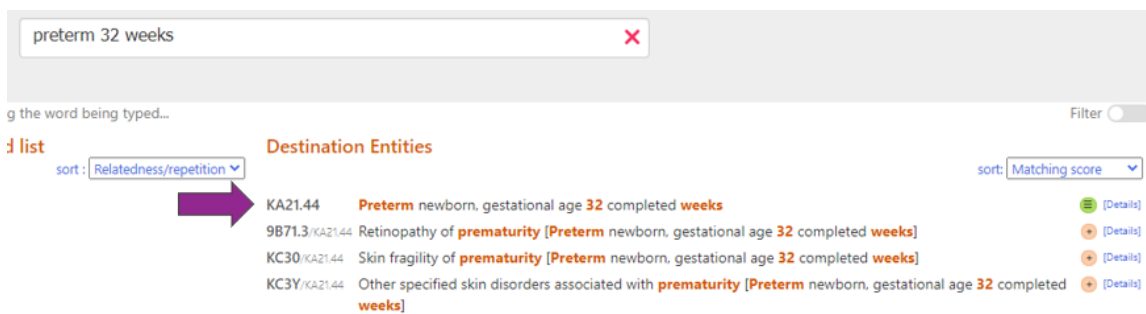 preterm 32 weeks
g the word being typed...
Filter
d list
Destination Entities
sort : Relatedness/repetition
sort: Matching score
KA21.44 Preterm newborn, gestational age 32 completed weeks [Details]
9B71.3/KA21.44 Retinopathy of prematurity [Preterm newborn, gestational age 32 completed weeks] [Details]
KC30/KA21.44 Skin fragility of prematurity [Preterm newborn, gestational age 32 completed weeks] [Details]
KC3Y/KA21.44 Other specified skin disorders associated with prematurity [Preterm newborn, gestational age 32 completed [Details]
weeks]